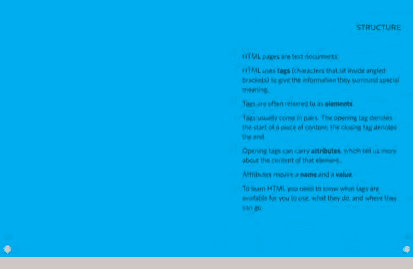 STRUCTURE
HTML pages are text documents.
HTML uses tags (characters that sit inside angled
brackets) to give the information they surround special
meaning.
Tags are often referred to as elements.
Tags usually come in pairs. The opening tag denotes
the start of a piece of content; the closing tag denotes
the end.
Opening tags can carry attributes, which tell us more
about the content of that element.
Attributes require a name and a value.
To learn HTML you need to know what tags are
available for you to use, what they do, and where they
can go.